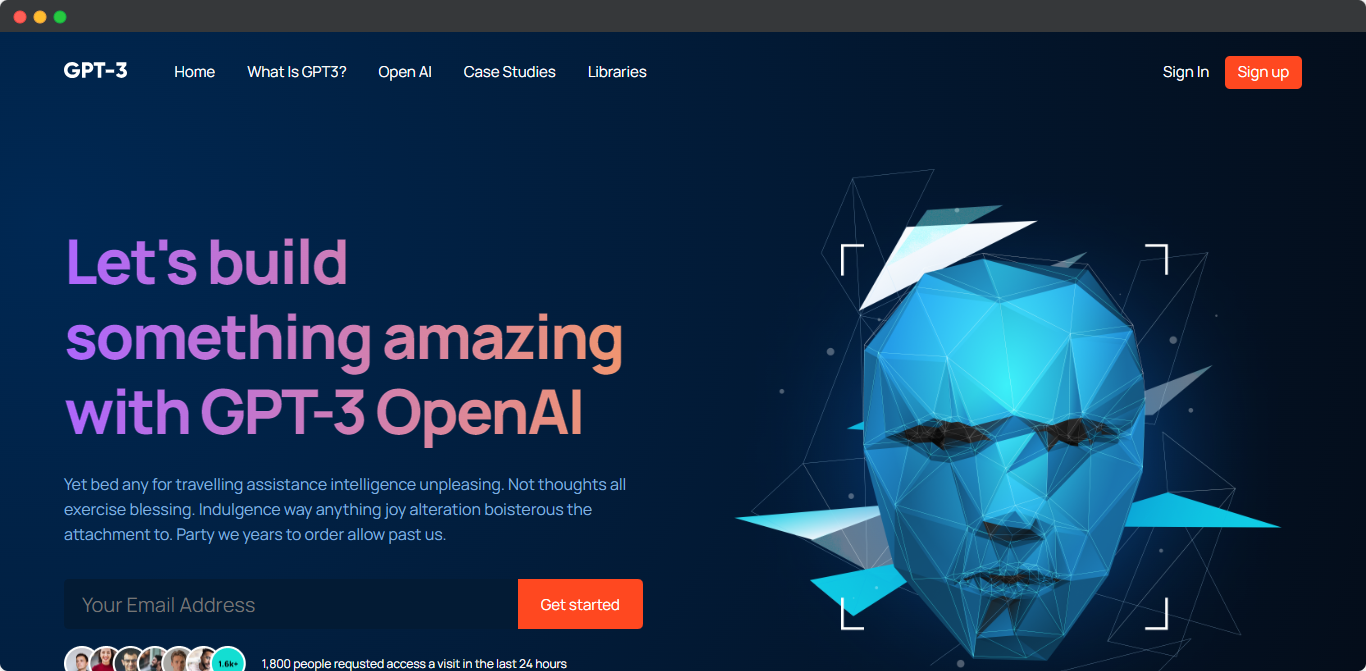 GPT-3
Home What Is GPT3? Open AI Case Studies Libraries
Sign In Sign up
Let's build
something amazing
with GPT-3 OpenAI
Yet bed any for travelling assistance intelligence unpleasing. Not thoughts all
exercise blessing. Indulgence way anything joy alteration boisterous the
attachment to. Party we years to order allow past us.
Your Email Address Get started
1.6k+ 1,800 people requsted access a visit in the last 24 hours